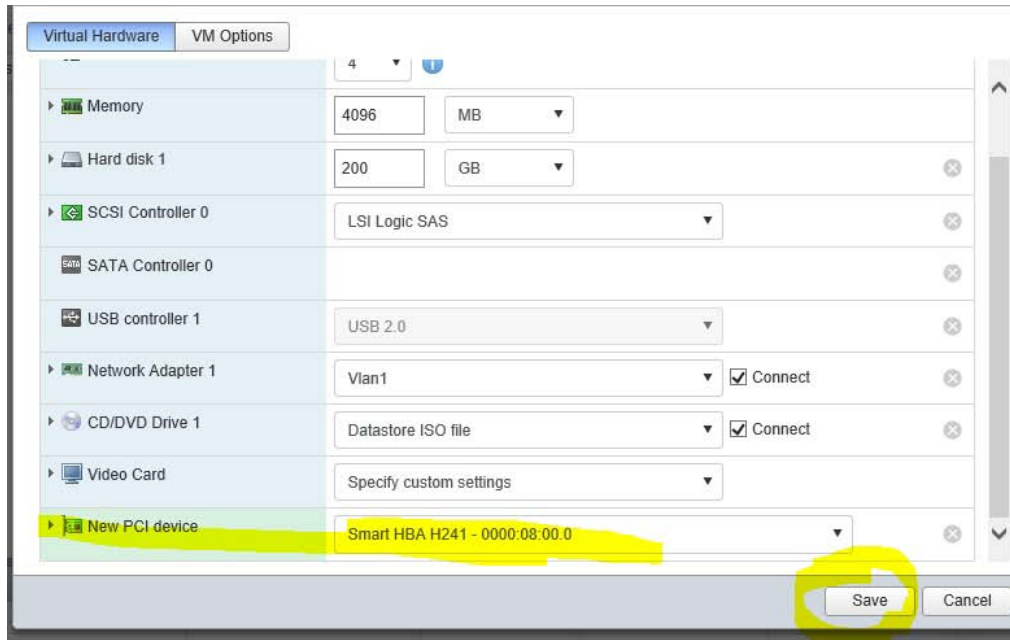 Virtual Hardware VM Options
4
Memory 4096 MB
Hard disk 1 200 GB
SCSI Controller 0 LSI Logic SAS
SATA SATA Controller 0
USB controller 1 USB 2.0
Network Adapter 1 Vlan1 Connect
CD/DVD Drive 1 Datastore ISO file Connect
Video Card Specify custom settings
New PCI device Smart HBA H241 - 0000:08:00.0
Save Cancel